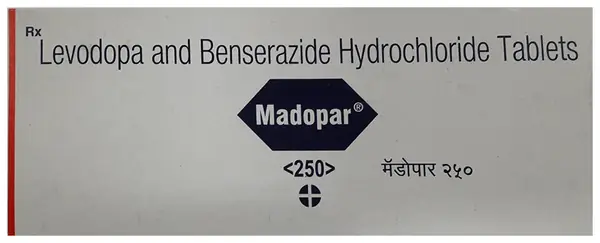 Rx
Levodopa and Benserazide Hydrochloride Tablets
Madopar®
<250> मॅडोपार २५०